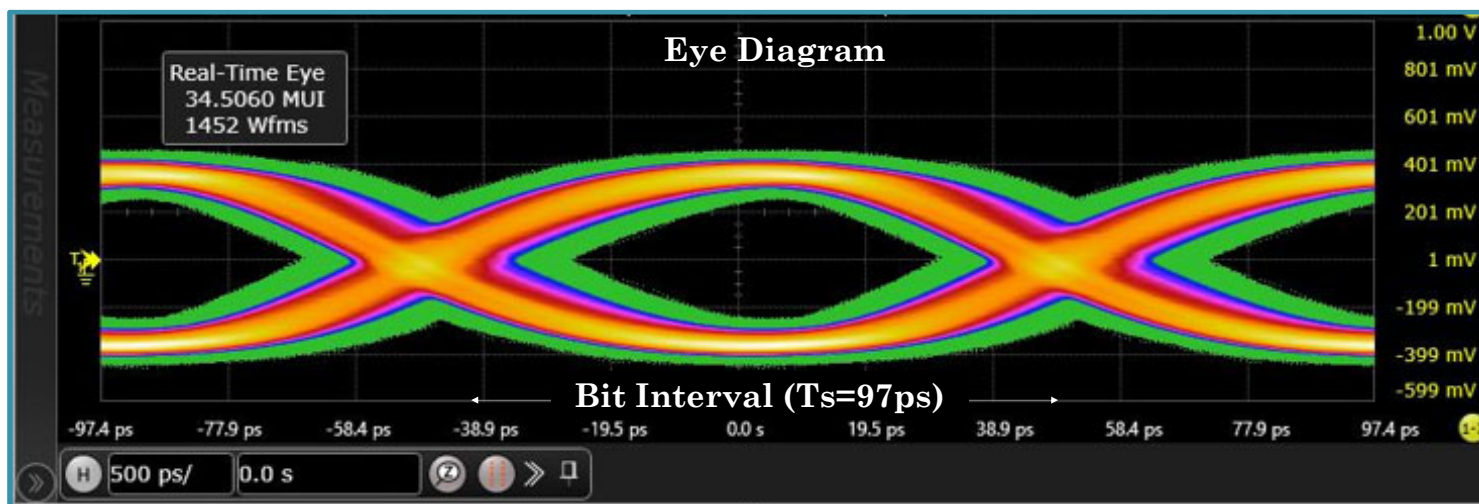 Measurements
Eye Diagram
Real-Time Eye
34.5060 MUI
1452 Wfms
1.00 V
801 mV
601 mV
401 mV
201 mV
1 mV
-199 mV
-399 mV
-599 mV
Bit Interval (Ts=97ps)
-97.4 ps -77.9 ps -58.4 ps -38.9 ps -19.5 ps 0.0 s 19.5 ps 38.9 ps 58.4 ps 77.9 ps 97.4 ps
H 500 ps/ 0.0 s